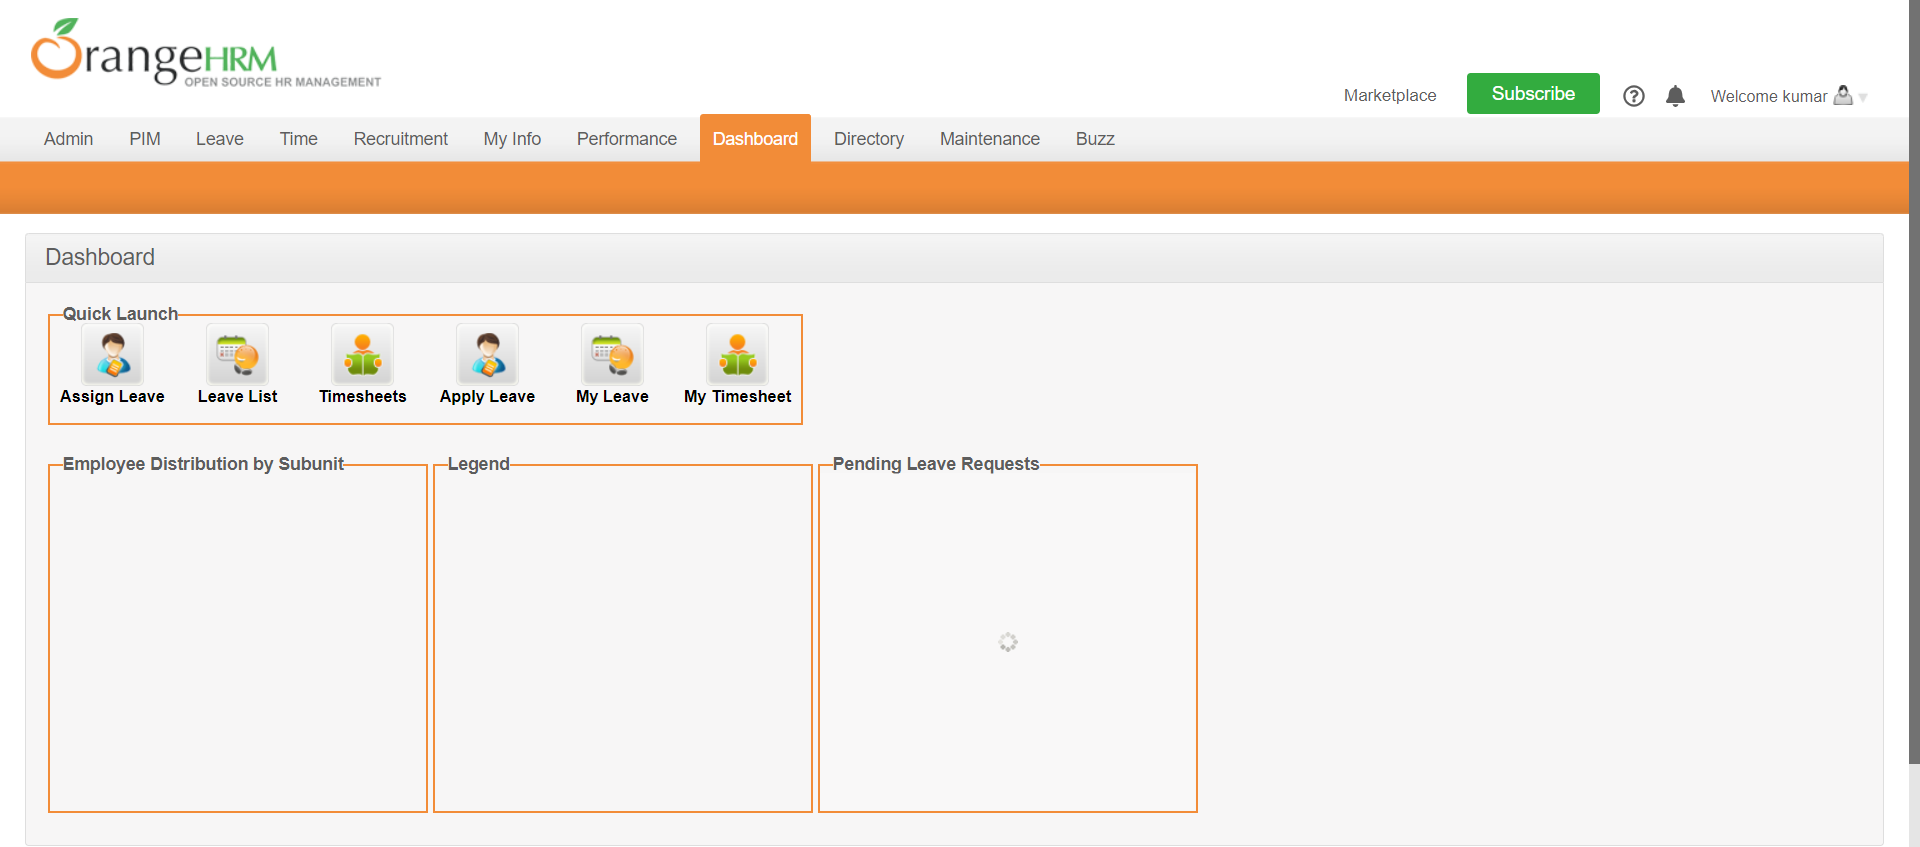 OrangeHRM
OPEN SOURCE HR MANAGEMENT
Marketplace Subscribe Welcome kumar
Admin PIM Leave Time Recruitment My Info Performance Dashboard Directory Maintenance Buzz
Dashboard
Quick Launch
Assign Leave Leave List Timesheets Apply Leave My Leave My Timesheet
Employee Distribution by Subunit Legend Pending Leave Requests